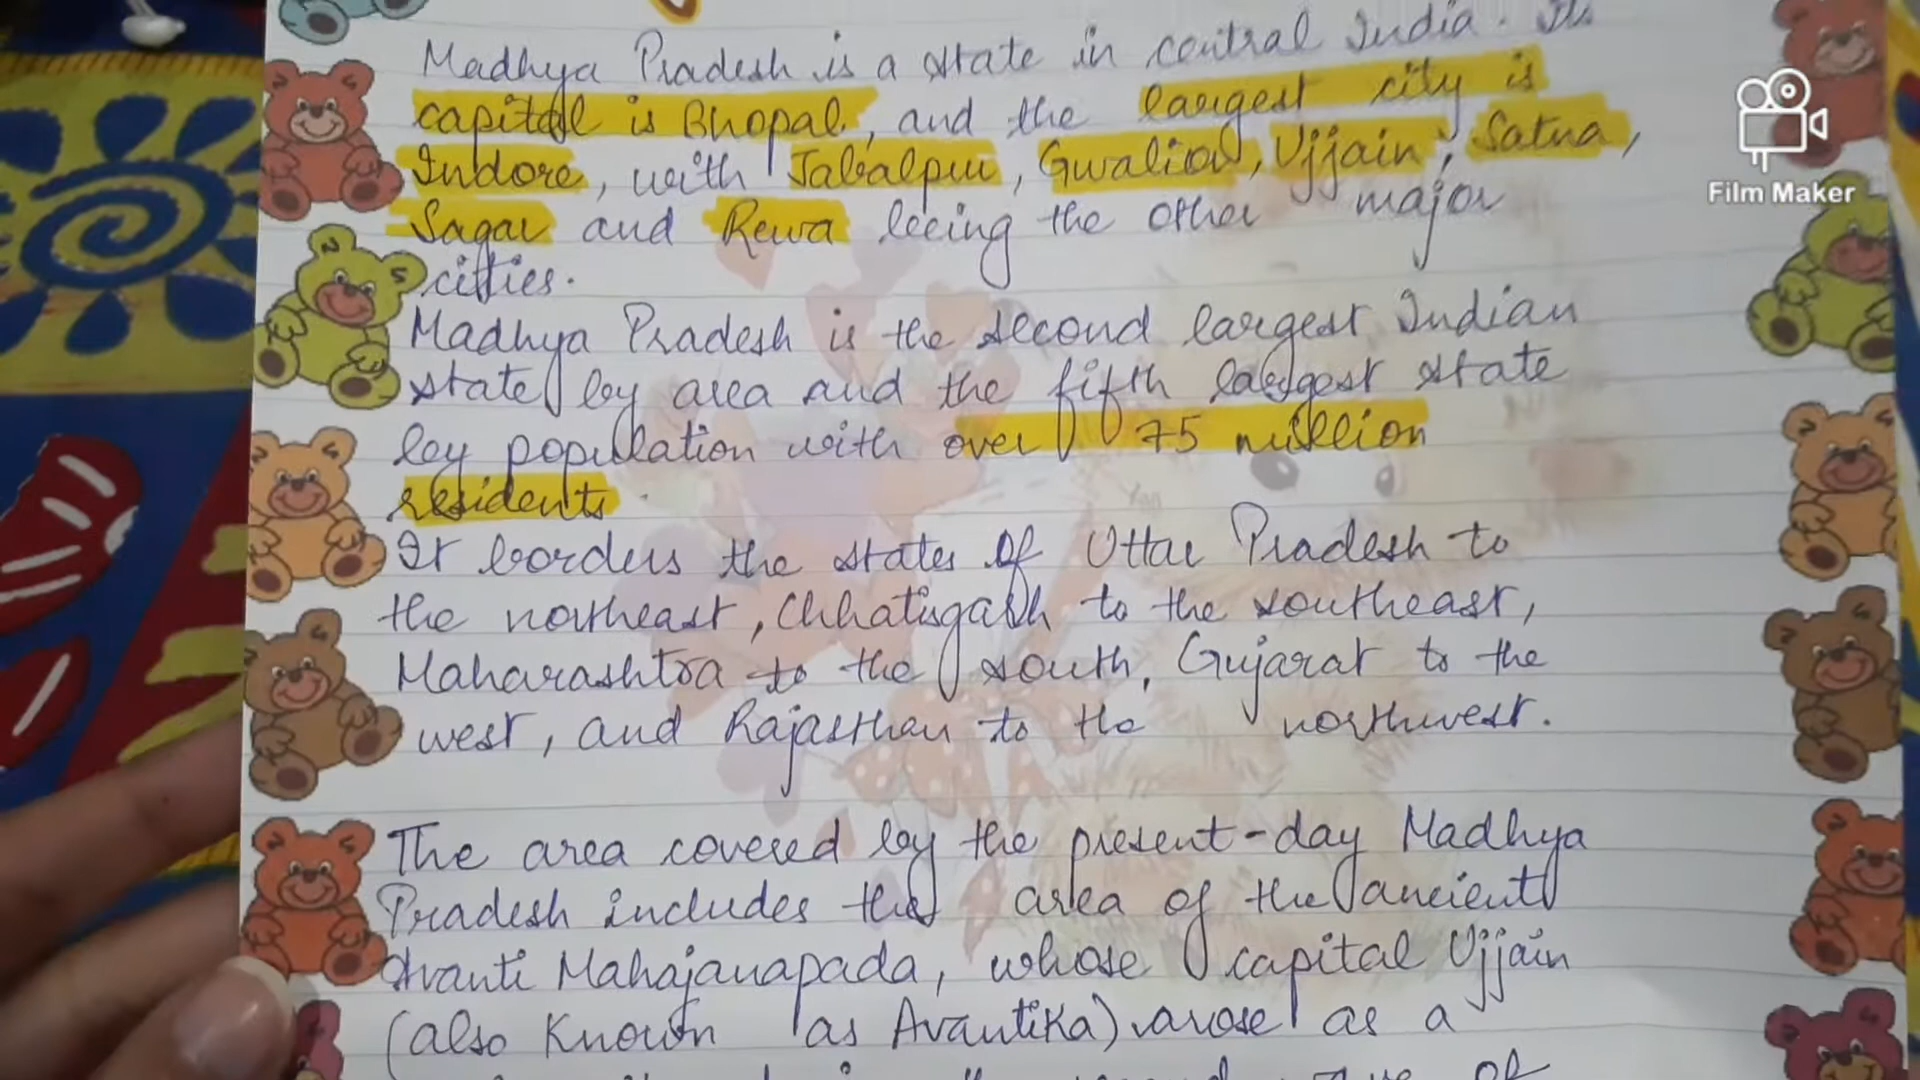 Madhya Pradesh is a state in central India. Its
capital is Bhopal, and the largest city is
Indore, with Jabalpur, Gwalior, Ujjain, Satna,
Sagar and Rewa being the other major
cities.
Madhya Pradesh is the second largest Indian
state by area and the fifth largest state
by population with over 75 million
residents.
It borders the states of Uttar Pradesh to
the northeast, Chhatisgarh to the southeast,
Maharashtra to the south, Gujarat to the
west, and Rajasthan to the northwest.
The area covered by the present-day Madhya
Pradesh includes the area of the ancient
Avanti Mahajanapada, whose capital Ujjain
(also known as Avantika) arose as a
of
Film Maker